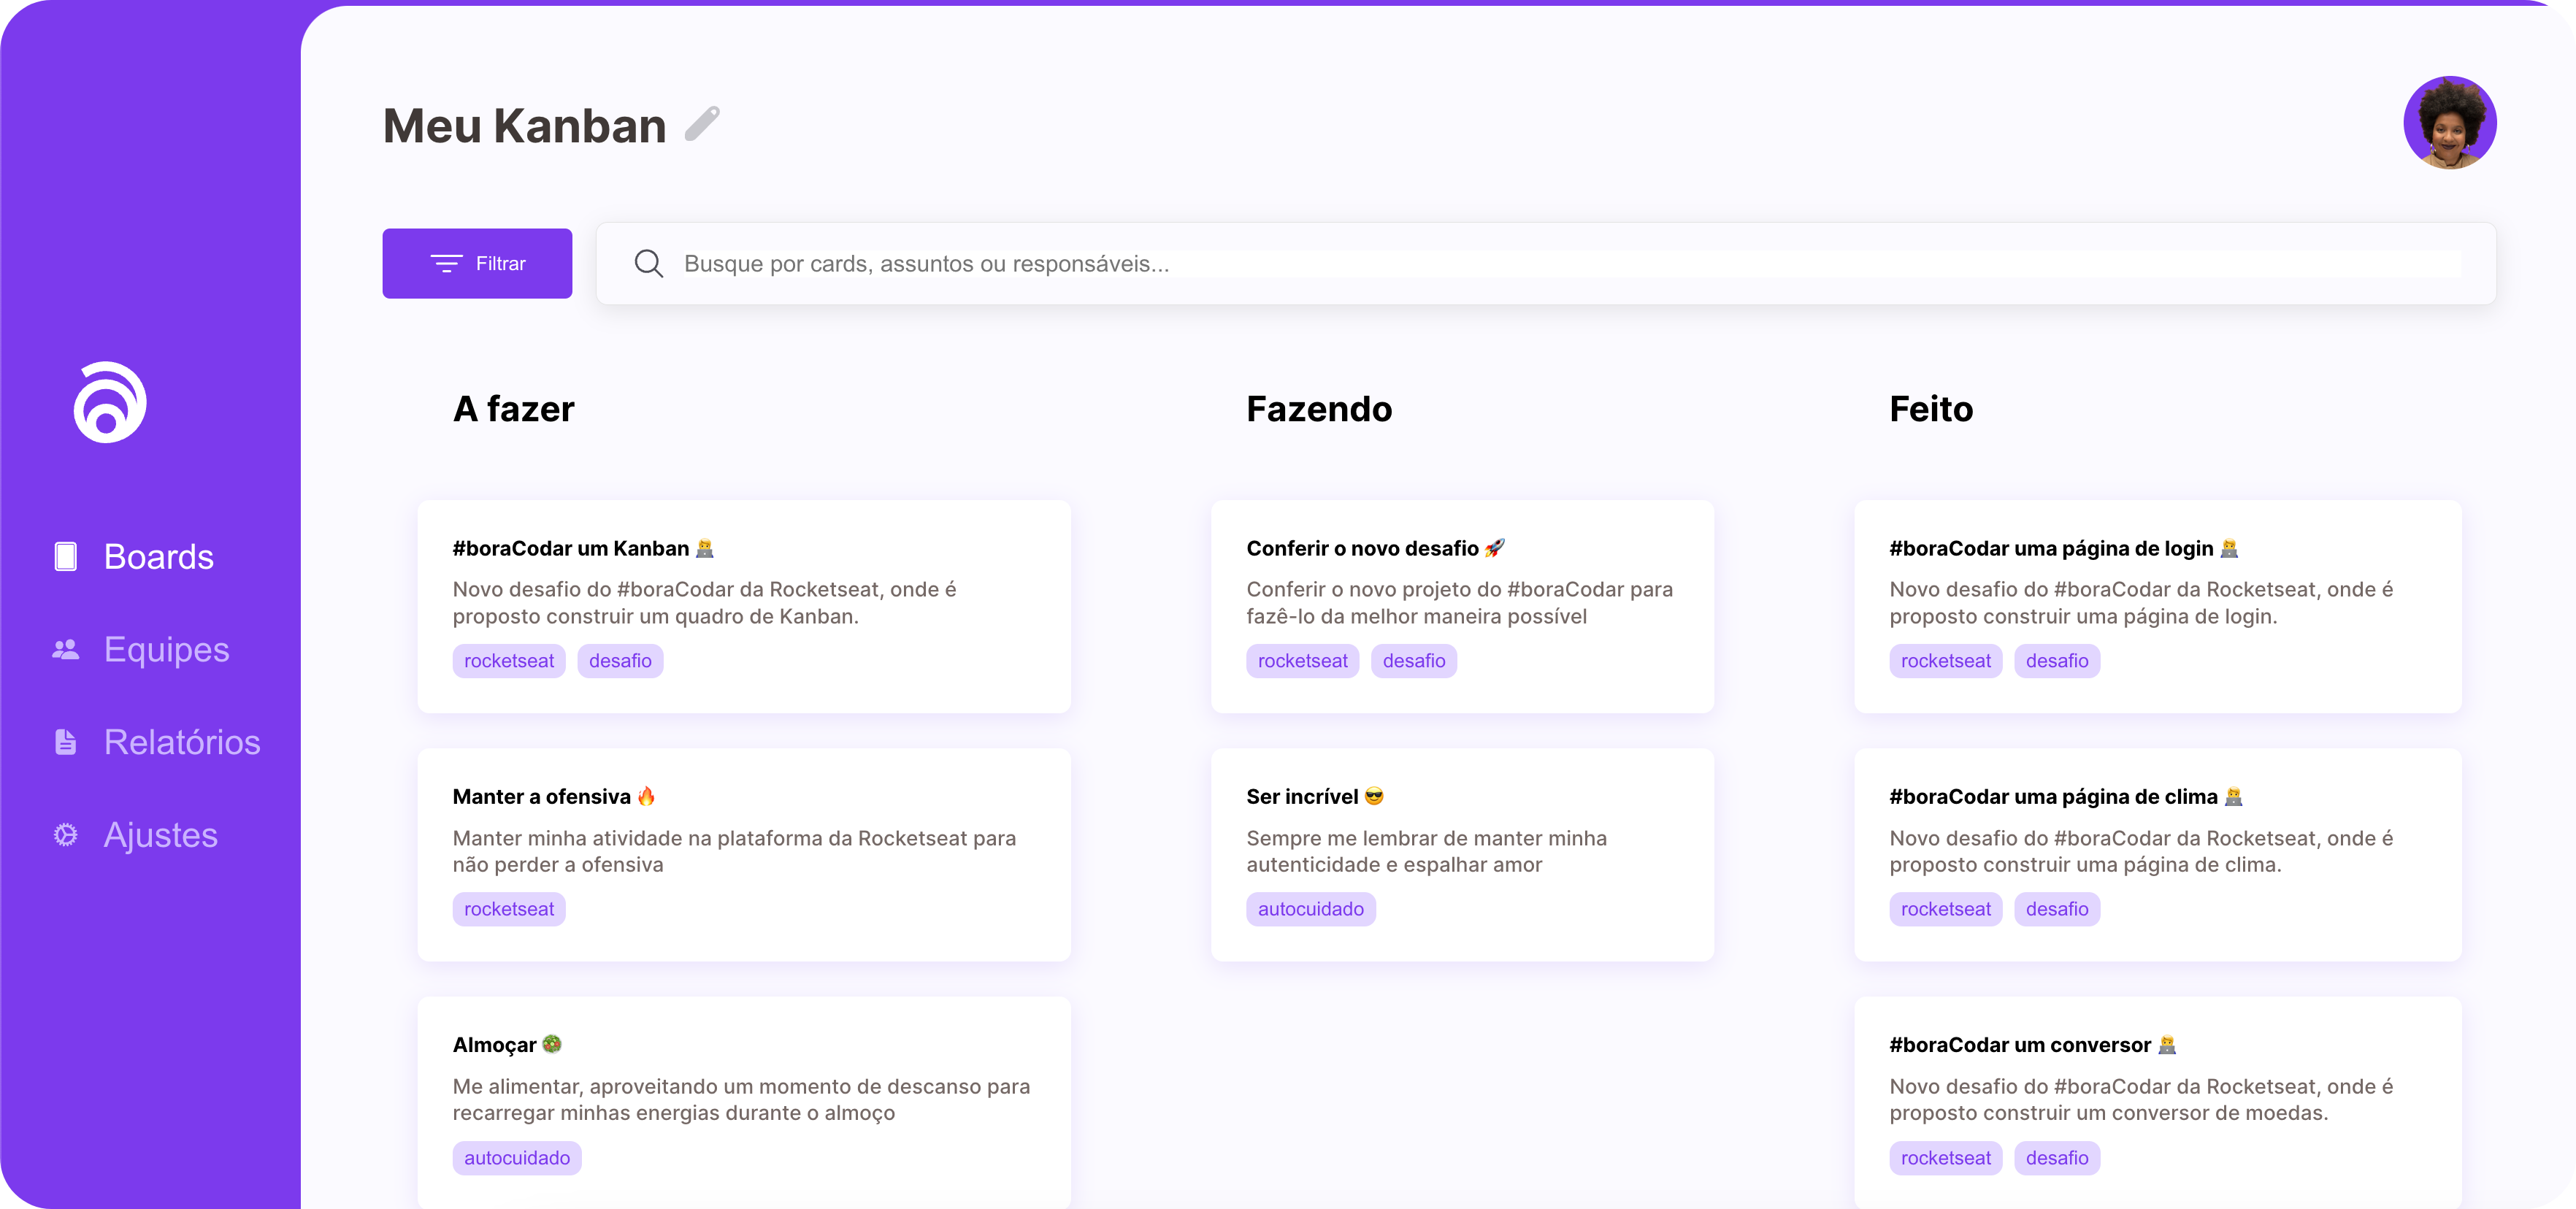 Meu Kanban
Filtrar
Busque por cards, assuntos ou responsáveis...
Boards
Equipes
Relatórios
Ajustes
A fazer
#boraCodar um Kanban 🧑‍💻
Novo desafio do #boraCodar da Rocketseat, onde é
proposto construir um quadro de Kanban.
rocketseat desafio
Manter a ofensiva 🔥
Manter minha atividade na plataforma da Rocketseat para
não perder a ofensiva
rocketseat
Almoçar 🥗
Me alimentar, aproveitando um momento de descanso para
recarregar minhas energias durante o almoço
autocuidado
Fazendo
Conferir o novo desafio 🚀
Conferir o novo projeto do #boraCodar para
fazê-lo da melhor maneira possível
rocketseat desafio
Ser incrível 😎
Sempre me lembrar de manter minha
autenticidade e espalhar amor
autocuidado
Feito
#boraCodar uma página de login 🧑‍💻
Novo desafio do #boraCodar da Rocketseat, onde é
proposto construir uma página de login.
rocketseat desafio
#boraCodar uma página de clima 🧑‍💻
Novo desafio do #boraCodar da Rocketseat, onde é
proposto construir uma página de clima.
rocketseat desafio
#boraCodar um conversor 🧑‍💻
Novo desafio do #boraCodar da Rocketseat, onde é
proposto construir um conversor de moedas.
rocketseat desafio